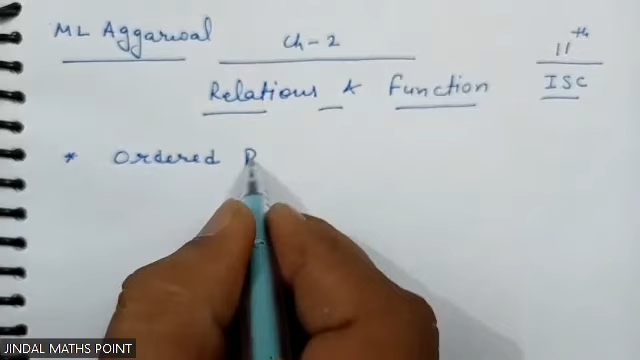 ML Aggarwal Ch-2 11th
Relations & Function ISC
* Ordered P
JINDAL MATHS POINT